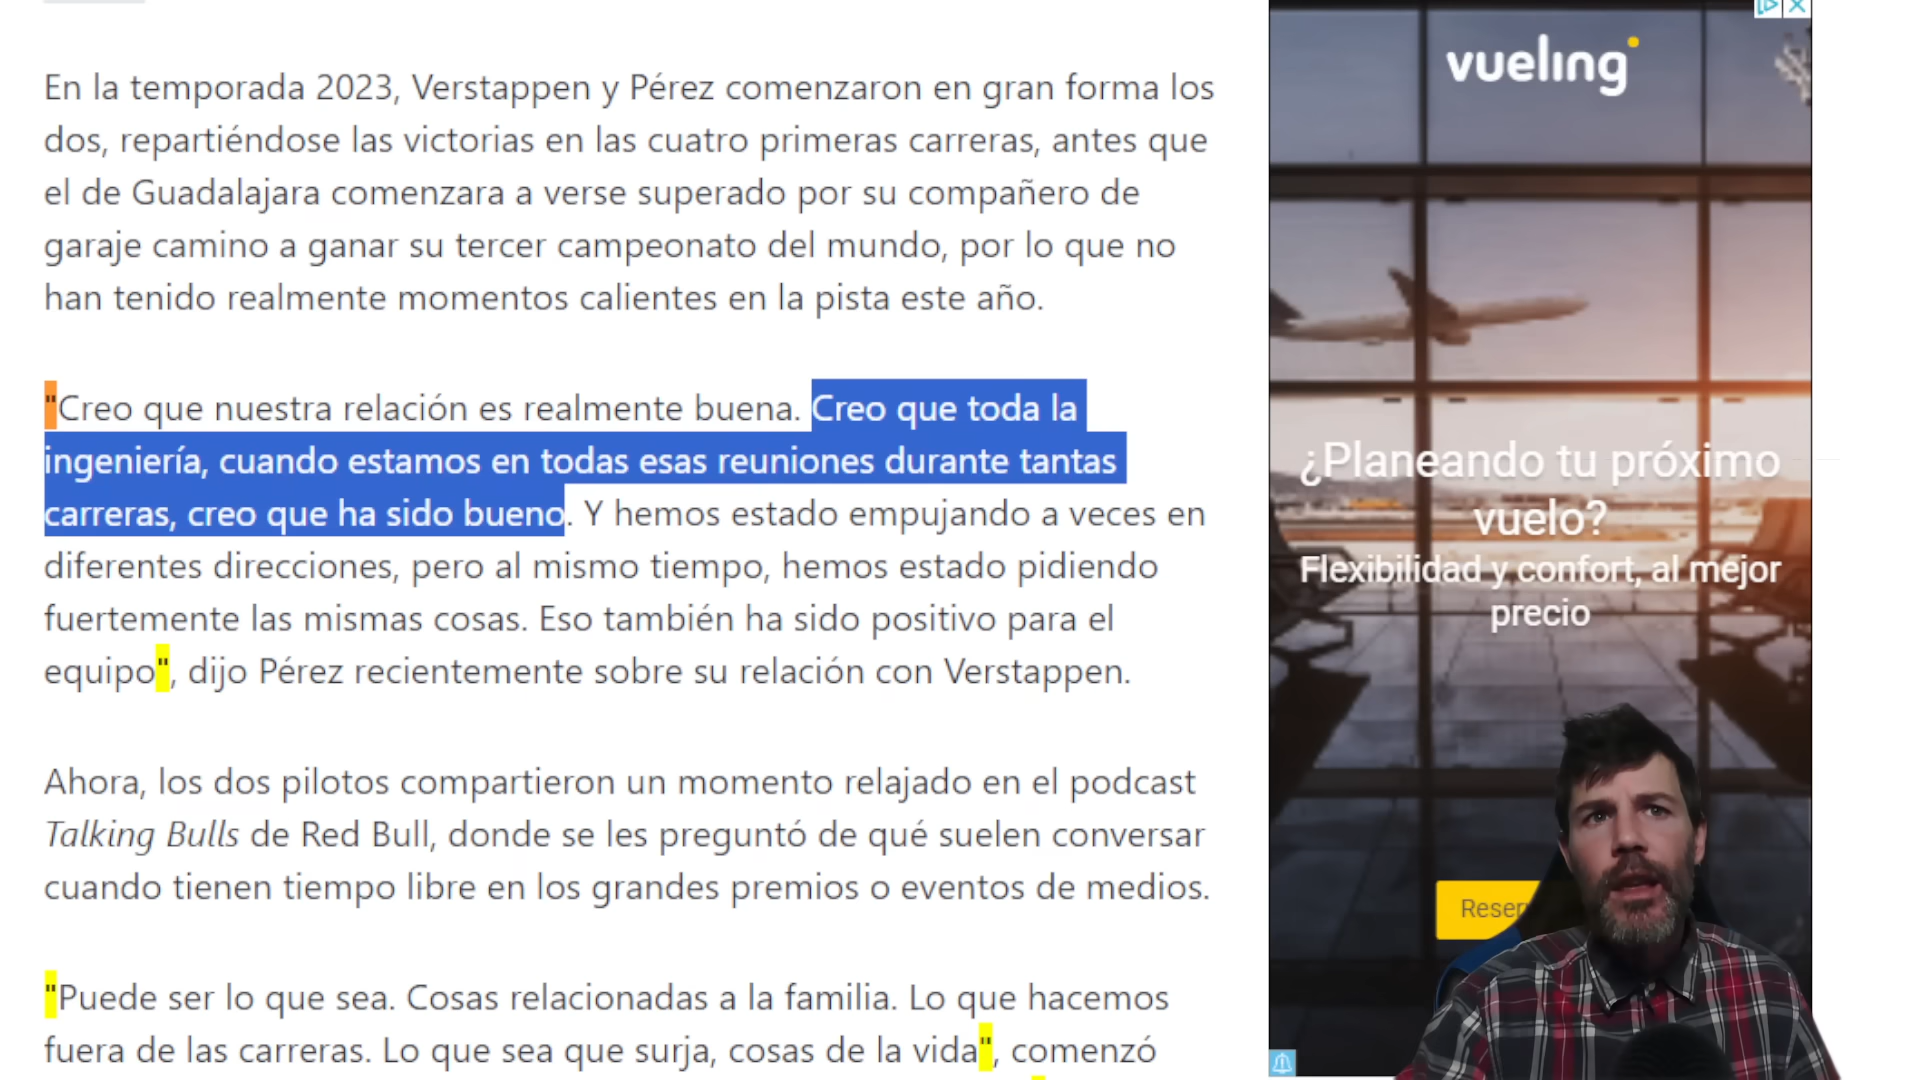 En la temporada 2023, Verstappen y Pérez comenzaron en gran forma los
dos, repartiéndose las victorias en las cuatro primeras carreras, antes que
el de Guadalajara comenzara a verse superado por su compañero de
garaje camino a ganar su tercer campeonato del mundo, por lo que no
han tenido realmente momentos calientes en la pista este año.
"Creo que nuestra relación es realmente buena. Creo que toda la
ingeniería, cuando estamos en todas esas reuniones durante tantas
carreras, creo que ha sido bueno. Y hemos estado empujando a veces en
diferentes direcciones, pero al mismo tiempo, hemos estado pidiendo
fuertemente las mismas cosas. Eso también ha sido positivo para el
equipo", dijo Pérez recientemente sobre su relación con Verstappen.
Ahora, los dos pilotos compartieron un momento relajado en el podcast
Talking Bulls de Red Bull, donde se les preguntó de qué suelen conversar
cuando tienen tiempo libre en los grandes premios o eventos de medios.
"Puede ser lo que sea. Cosas relacionadas a la familia. Lo que hacemos
fuera de las carreras. Lo que sea que surja, cosas de la vida", comenzó
vueling
¿Planeando tu próximo
vuelo?
Flexibilidad y confort, al mejor
precio